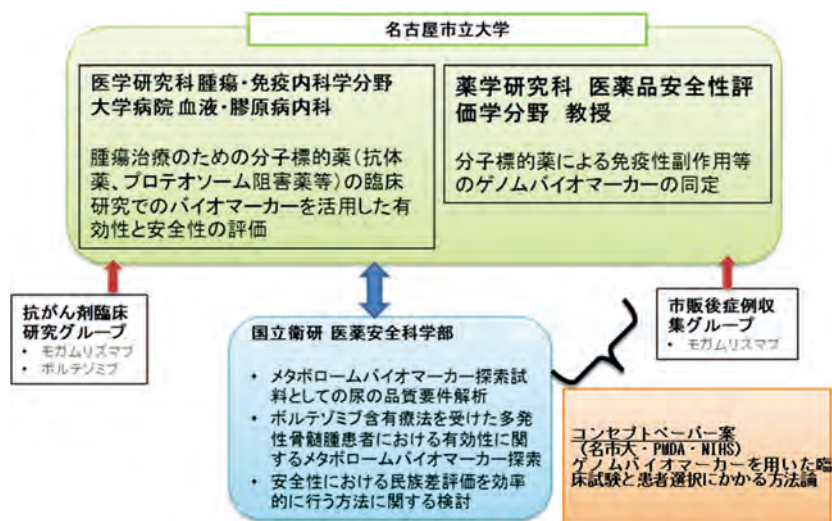 名古屋市立大学
医学研究科 腫瘍・免疫内科学分野
大学病院 血液・膠原病内科
腫瘍治療のための分子標的薬(抗体
薬、プロテオソーム阻害薬等)の臨床
研究でのバイオマーカーを活用した有
効性と安全性の評価
薬学研究科 医薬品安全性評
価学分野 教授
分子標的薬による免疫性副作用等
のゲノムバイオマーカーの同定
抗がん剤臨床
研究グループ
• モガムリズマブ
• ボルテゾミブ
国立衛研 医薬安全科学部
• メタボロームバイオマーカー探索試
料としての尿の品質要件解析
• ボルテゾミブ含有療法を受けた多発
性骨髄腫患者における有効性に関
するメタボロームバイオマーカー探索
• 安全性における民族差評価を効率
的に行う方法に関する検討
市販後症例収
集グループ
• モガムリスマブ
コンセプトペーパー案
(名市大・PMDA・NIHS)
ゲノムバイオマーカーを用いた臨
床試験と患者選択にかかる方法論